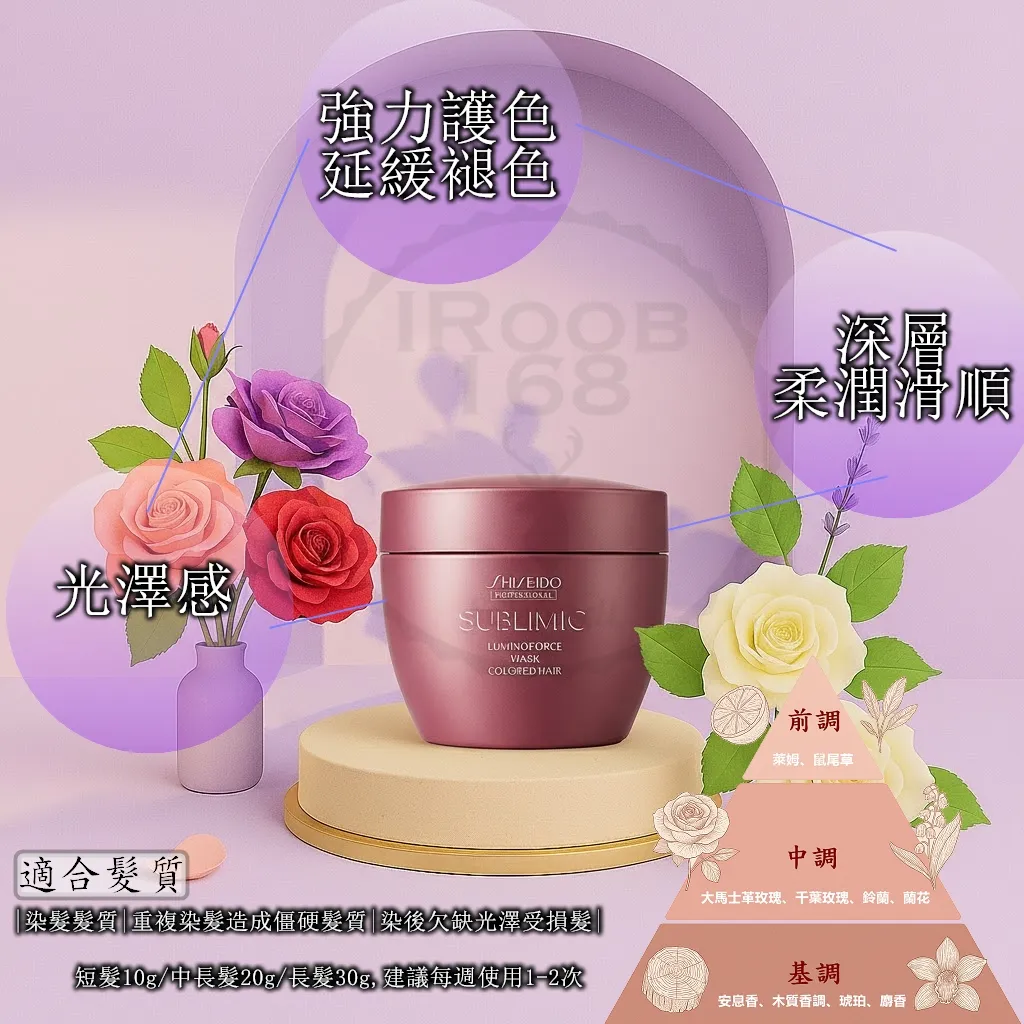 強力護色
延緩褪色
IROOB
168
深層
柔潤滑順
光澤感
SHISEIDO
PROFESSIONAL
SUBLIMIC
LUMINOFORCE
MASK
COLORED HAIR
前調
萊姆、鼠尾草
中調
大馬士革玫瑰、千葉玫瑰、鈴蘭、蘭花
基調
安息香、木質香調、琥珀、麝香
適合髮質
|染髮髮質|重複染髮造成僵硬髮質|染後欠缺光澤受損髮|
短髮10g/中長髮20g/長髮30g,建議每週使用1-2次